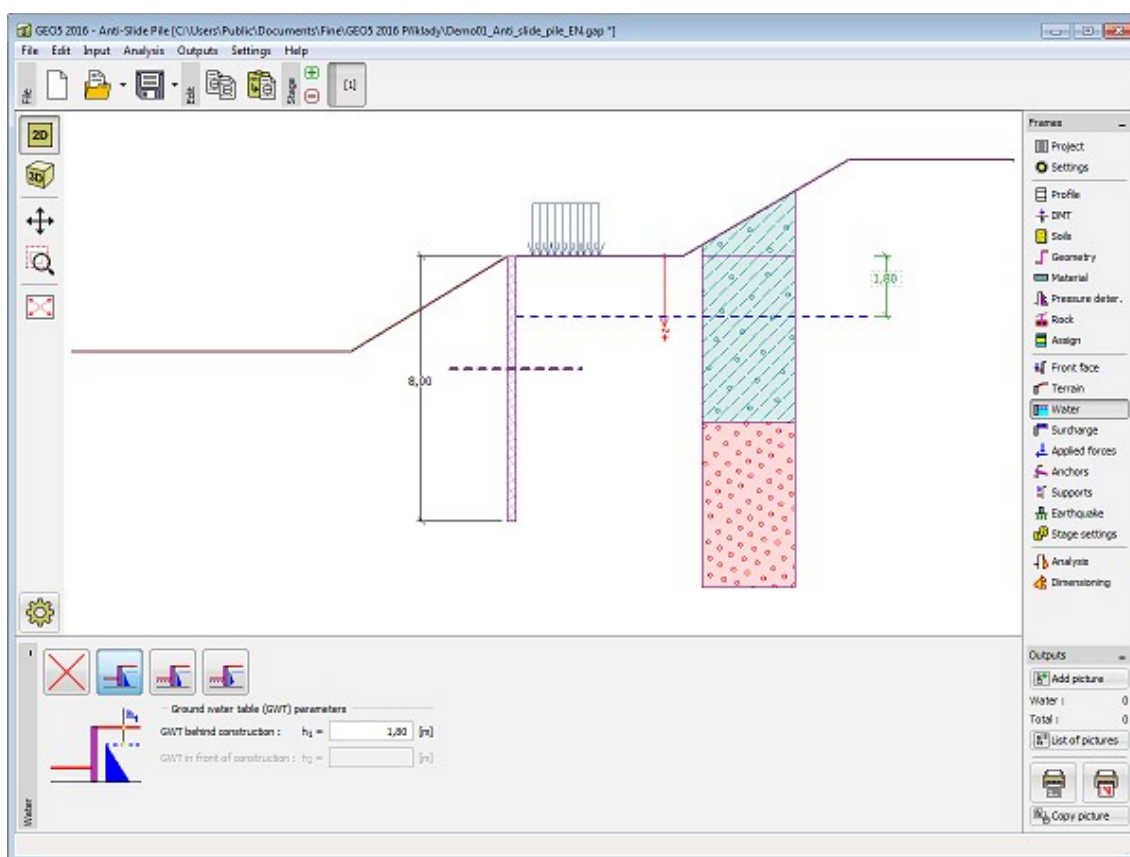 GEO5 2016 - Anti-Slide Pile [C:\Users\Public\Documents\Fine\GEO5 2016 Příklady\Demo01_Anti_slide_pile_EN.gap *]
File Edit Input Analysis Outputs Settings Help
File
Edit
Stage
[1]
2D
3D
Frames
Project
Settings
Profile
DMT
Soils
Geometry
Material
Pressure deter.
Rock
Assign
Front face
Terrain
Water
Surcharge
Applied forces
Anchors
Supports
Earthquake
Stage settings
Analysis
Dimensioning
8,00
+z
1,80
Ground water table (GWT) parameters
GWT behind construction : h1 = 1,80 [m]
GWT in front of construction : h2 = [m]
h1
Water
Outputs
Add picture
Water : 0
Total : 0
List of pictures
Copy picture